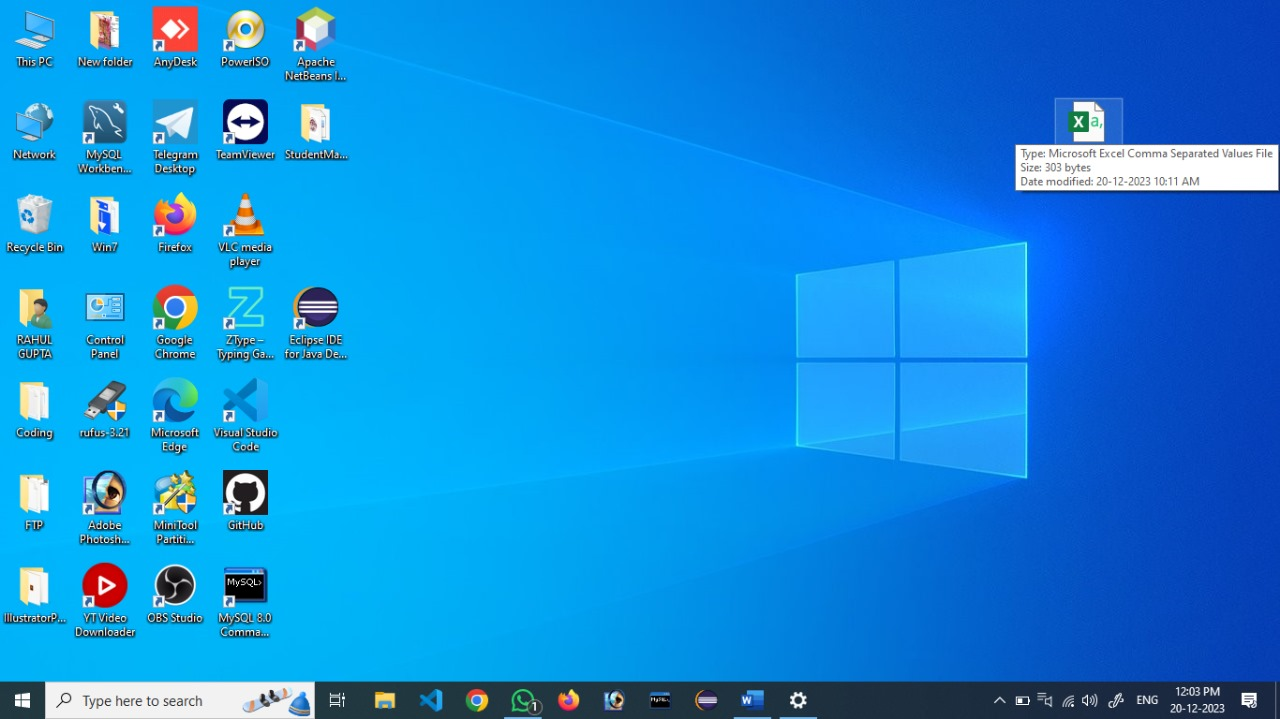 This PC
New folder
AnyDesk
PowerISO
Apache
NetBeans I...
Network
MySQL
Workben...
Telegram
Desktop
TeamViewer
StudentMa...
Recycle Bin
Win7
Firefox
VLC media
player
RAHUL
GUPTA
Control
Panel
Google
Chrome
ZType –
Typing Ga...
Eclipse IDE
for Java De...
Coding
rufus-3.21
Microsoft
Edge
Visual Studio
Code
FTP
Adobe
Photosh...
MiniTool
Partiti...
GitHub
IllustratorP...
YT Video
Downloader
OBS Studio
MySQL>
MySQL 8.0
Comma...
X a,
Type: Microsoft Excel Comma Separated Values File
Size: 303 bytes
Date modified: 20-12-2023 10:11 AM
Type here to search
1
MySQL>
W
ENG
12:03 PM
20-12-2023